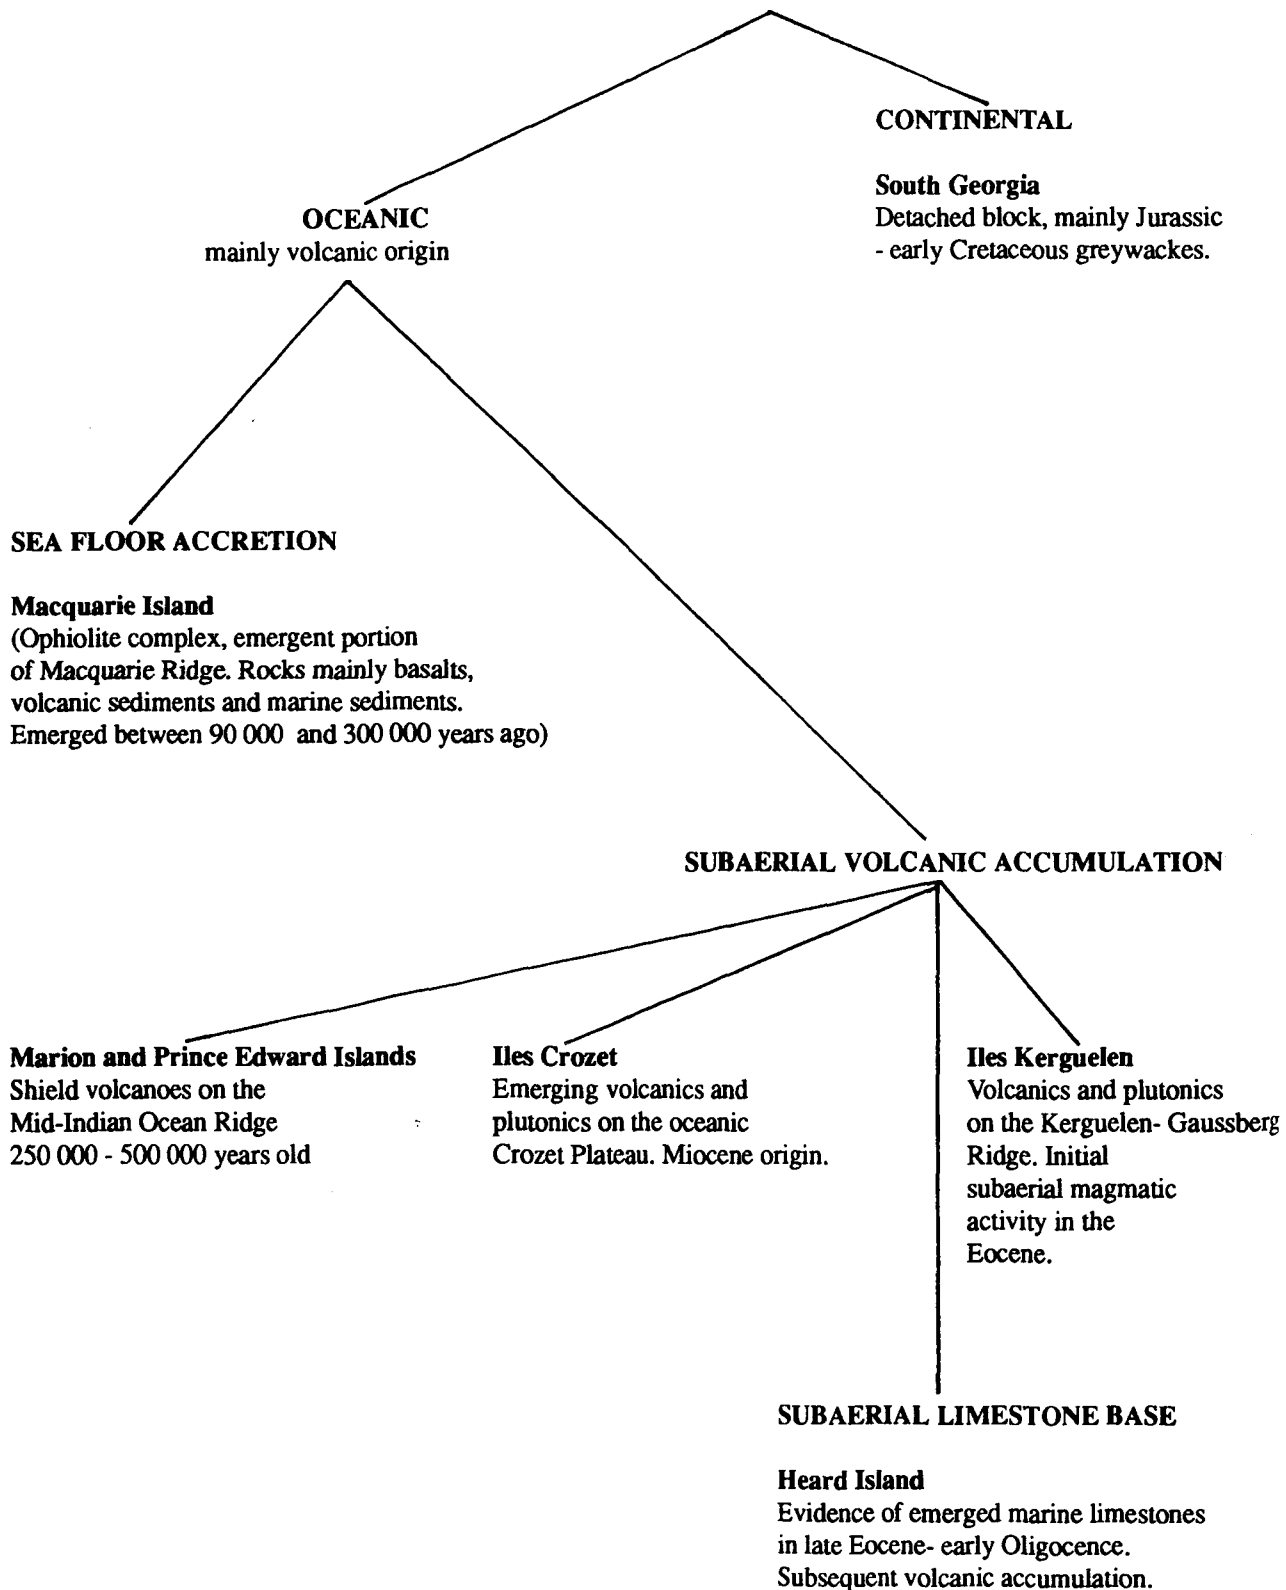 CONTINENTAL
South Georgia
Detached block, mainly Jurassic
- early Cretaceous greywackes.
OCEANIC
mainly volcanic origin
SEA FLOOR ACCRETION
Macquarie Island
(Ophiolite complex, emergent portion
of Macquarie Ridge. Rocks mainly basalts,
volcanic sediments and marine sediments.
Emerged between 90 000 and 300 000 years ago)
SUBAERIAL VOLCANIC ACCUMULATION
Marion and Prince Edward Islands
Shield volcanoes on the
Mid-Indian Ocean Ridge
250 000 - 500 000 years old
Iles Crozet
Emerging volcanics and
plutonics on the oceanic
Crozet Plateau. Miocene origin.
Iles Kerguelen
Volcanics and plutonics
on the Kerguelen- Gaussberg
Ridge. Initial
subaerial magmatic
activity in the
Eocene.
SUBAERIAL LIMESTONE BASE
Heard Island
Evidence of emerged marine limestones
in late Eocene- early Oligocence.
Subsequent volcanic accumulation.